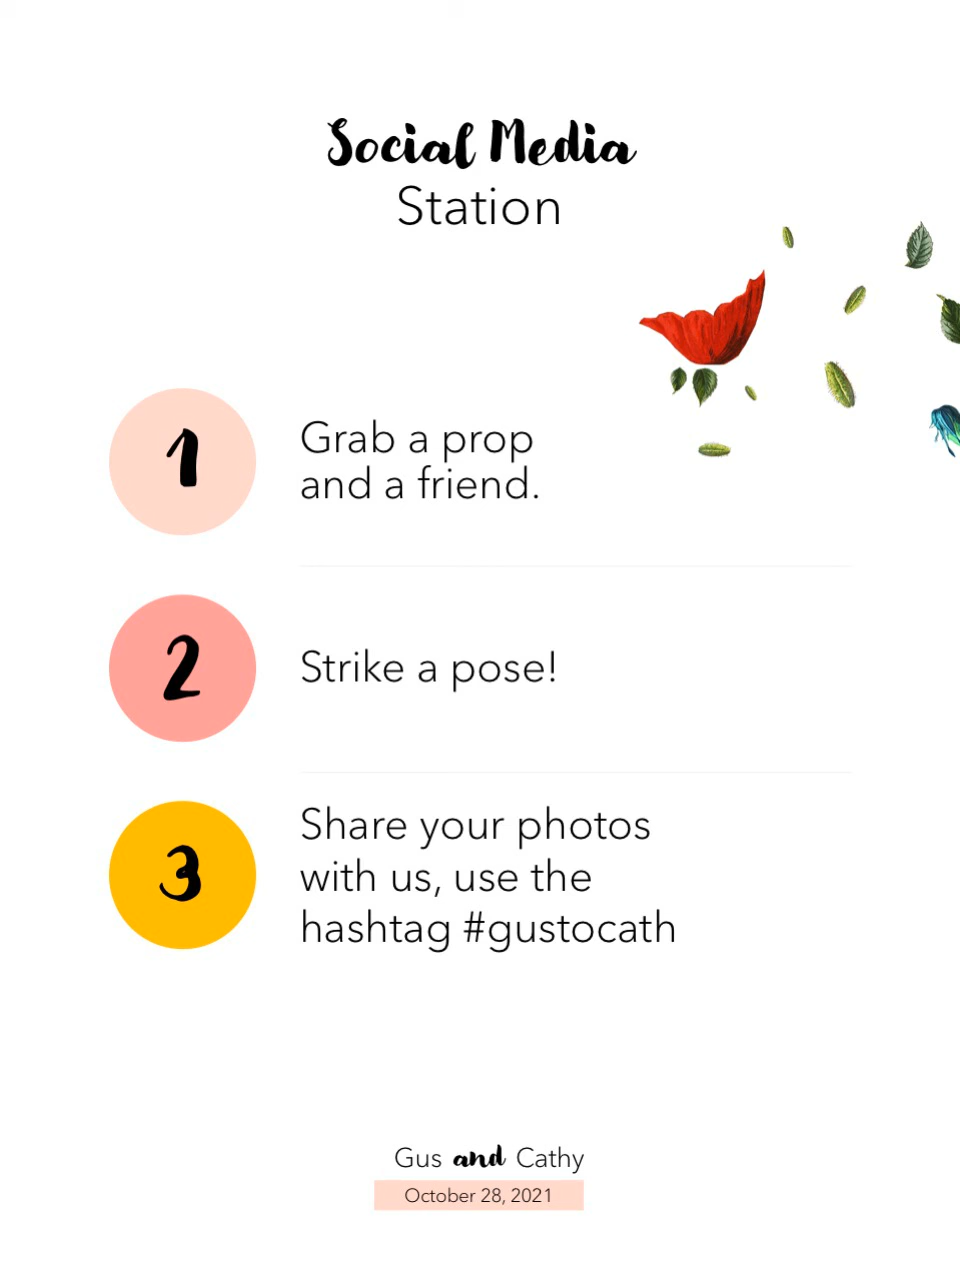 Social Media
Station
1
Grab a prop
and a friend.
2
Strike a pose!
3
Share your photos
with us, use the
hashtag #gustocath
Gus and Cathy
October 28, 2021